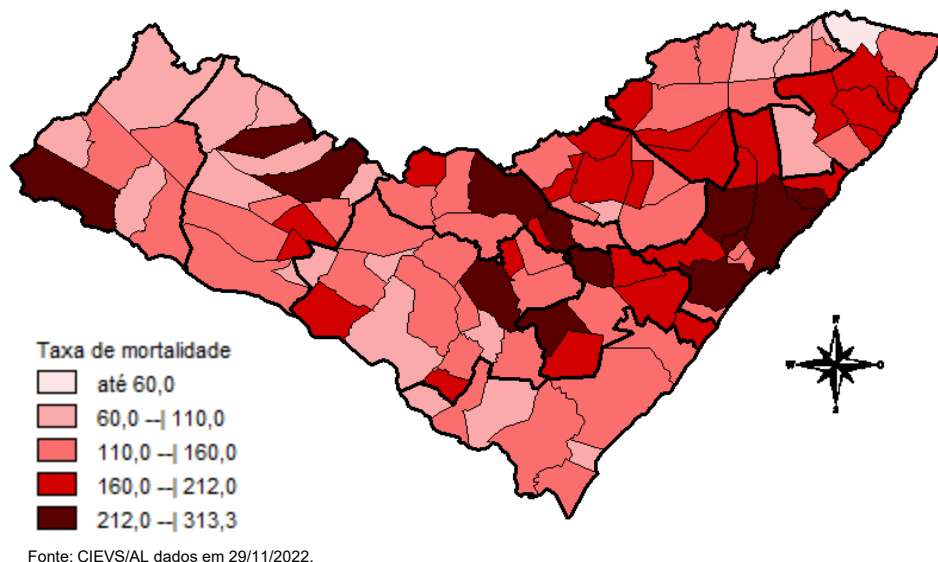 Taxa de mortalidade
até 60,0
60,0 --| 110,0
110,0 --| 160,0
160,0 --| 212,0
212,0 --| 313,3
Fonte: CIEVS/AL dados em 29/11/2022.